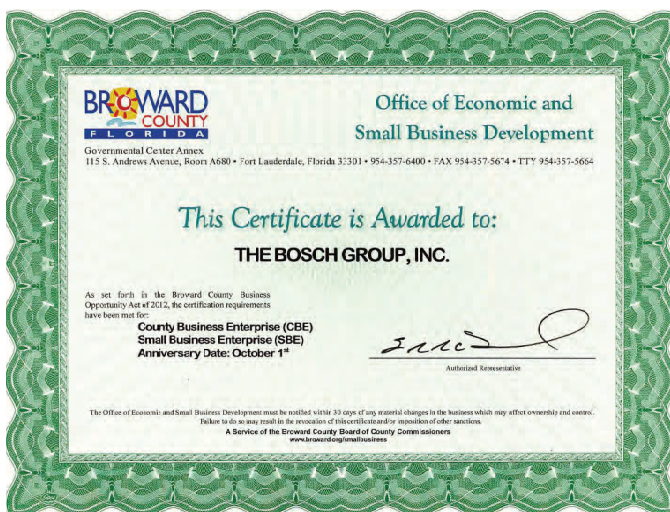 BROWARD
COUNTY
FLORIDA
Office of Economic and
Small Business Development
Governmental Center Annex
115 S. Andrews Avenue, Room A680 • Fort Lauderdale, Florida 33301 • 954-357-6400 • FAX 954-357-5674 • TTY 954-357-5664
This Certificate is Awarded to:
THE BOSCH GROUP, INC.
As set forth in the Broward County Business
Opportunity Act of 2012, the certification requirements
have been met for:
County Business Enterprise (CBE)
Small Business Enterprise (SBE)
Anniversary Date: October 1st
Authorized Representative
The Office of Economic and Small Business Development must be notified within 30 days of any material changes in the business which may affect ownership and control.
Failure to do so may result in the revocation of this certificate and/or imposition of other sanctions.
A Service of the Broward County Board of County Commissioners
www.broward.org/smallbusiness